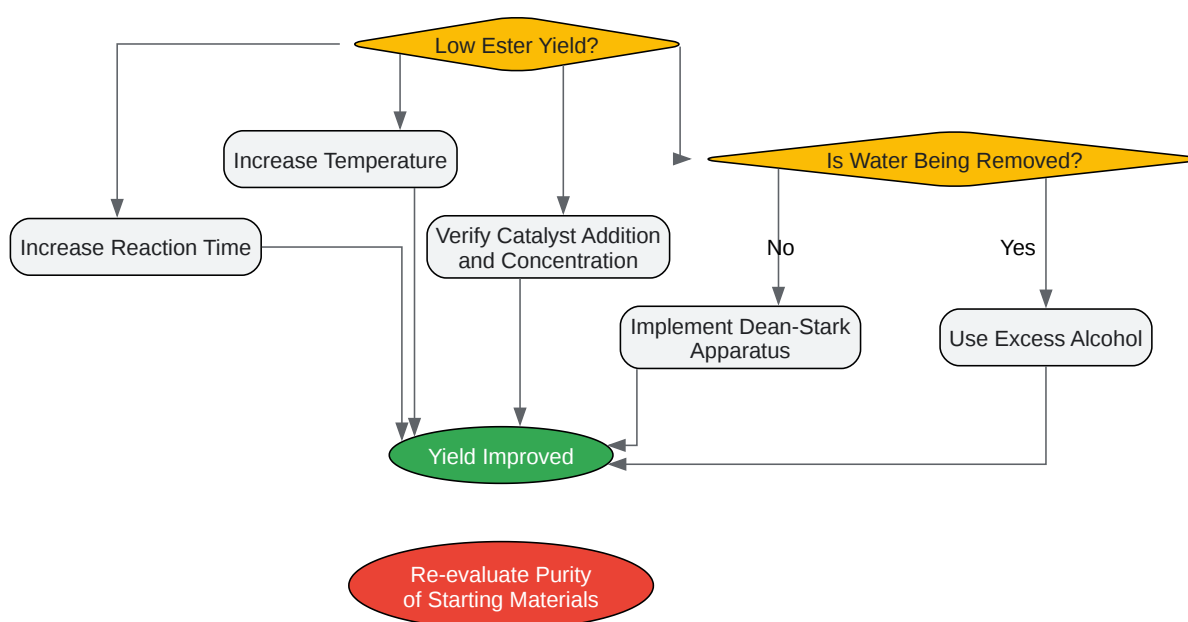 Low Ester Yield?
Increase Temperature
Is Water Being Removed?
Increase Reaction Time
Verify Catalyst Addition
and Concentration
No
Yes
Implement Dean-Stark
Apparatus
Use Excess Alcohol
Yield Improved
Re-evaluate Purity
of Starting Materials